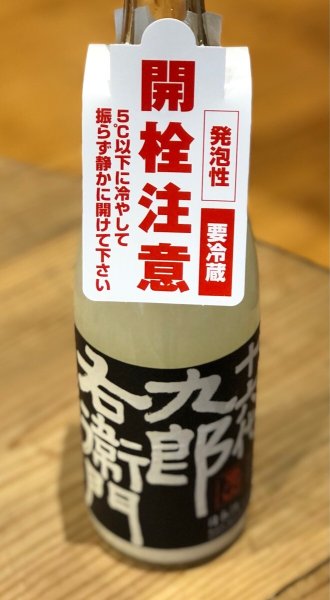 発泡性
要冷蔵
開栓注意
5℃以下に冷やして
振らず静かに開けて下さい
十六代
九郎
右衛門